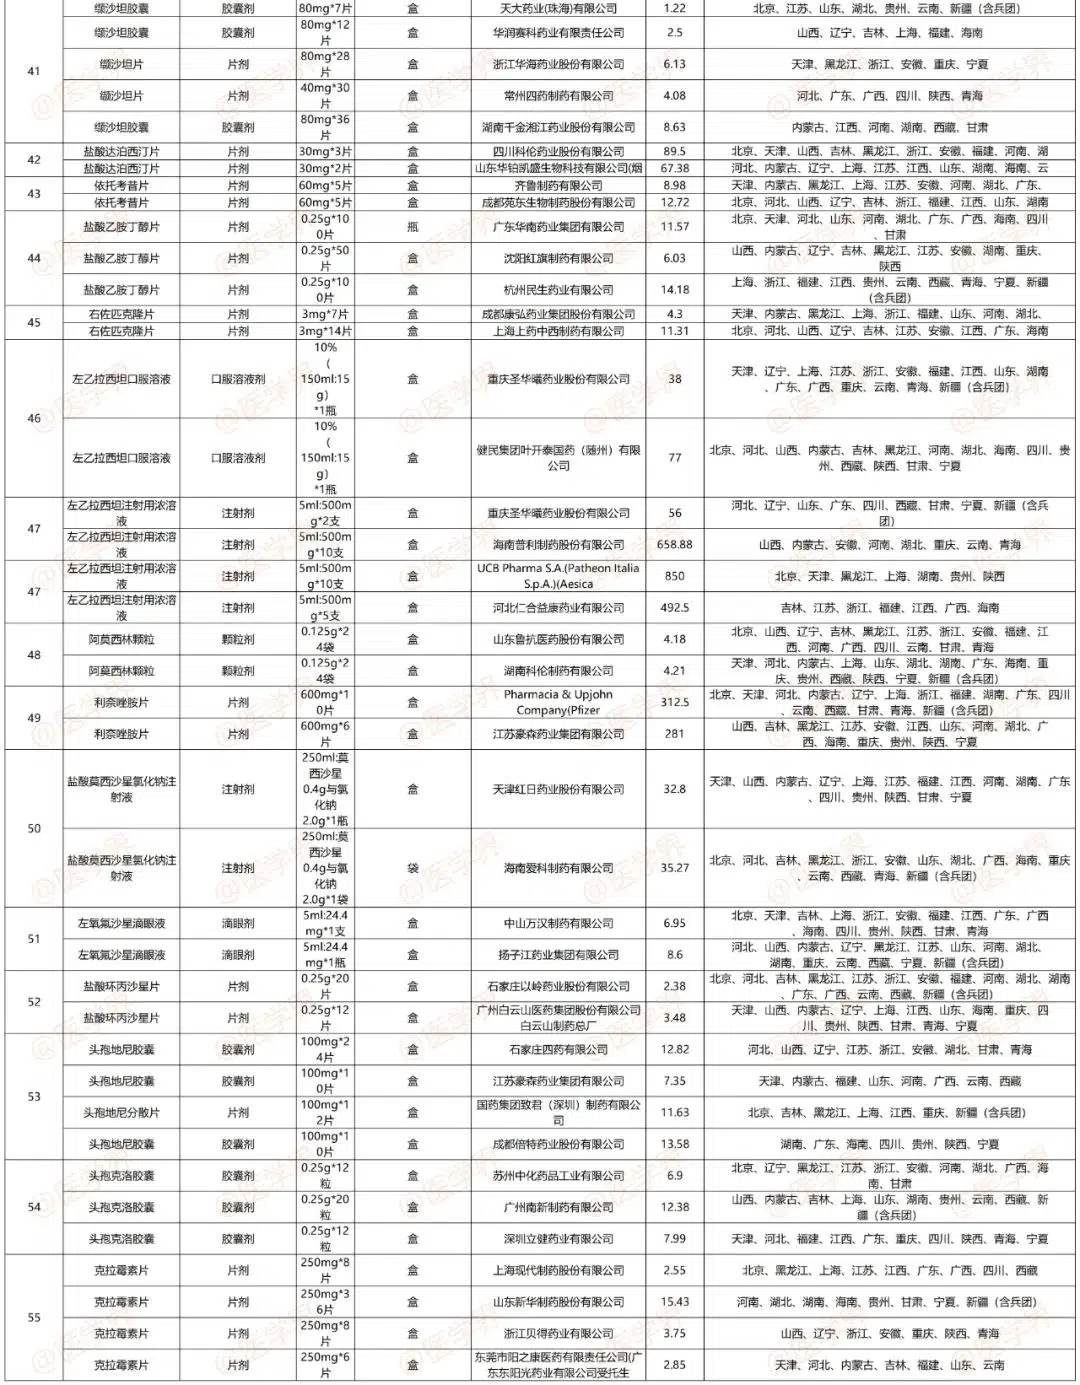 缬沙坦胶囊 胶囊剂 80mg*7片 盒 天大药业(珠海)有限公司 1.22 北京、江苏、山东、湖北、贵州、云南、新疆（含兵团）
41
缬沙坦胶囊 胶囊剂 80mg*12片 盒 华润赛科药业有限责任公司 2.5 山西、辽宁、吉林、上海、福建、海南
缬沙坦片 片剂 80mg*28片 盒 浙江华海药业股份有限公司 6.13 天津、黑龙江、浙江、安徽、重庆、宁夏
缬沙坦片 片剂 40mg*30片 盒 常州四药制药有限公司 4.08 河北、广东、广西、四川、陕西、青海
缬沙坦胶囊 胶囊剂 80mg*36片 盒 湖南千金湘江药业股份有限公司 8.63 内蒙古、江西、河南、湖南、西藏、甘肃
42
盐酸达泊西汀片 片剂 30mg*3片 盒 四川科伦药业股份有限公司 89.5 北京、天津、山西、吉林、黑龙江、浙江、安徽、福建、河南、湖
盐酸达泊西汀片 片剂 30mg*2片 盒 山东华铂凯盛生物科技有限公司(烟 67.38 河北、内蒙古、辽宁、上海、江苏、江西、山东、湖南、海南、云
43
依托考昔片 片剂 60mg*5片 盒 齐鲁制药有限公司 8.98 天津、内蒙古、黑龙江、上海、江苏、安徽、河南、湖北、广东、
依托考昔片 片剂 60mg*5片 盒 成都苑东生物制药股份有限公司 12.72 北京、河北、山西、辽宁、吉林、浙江、福建、江西、山东、湖南
44
盐酸乙胺丁醇片 片剂 0.25g*100片 瓶 广东华南药业集团有限公司 11.57 北京、天津、河北、山东、河南、湖北、广东、广西、海南、四川
、甘肃
盐酸乙胺丁醇片 片剂 0.25g*50片 盒 沈阳红旗制药有限公司 6.03 山西、内蒙古、辽宁、吉林、黑龙江、江苏、安徽、湖南、重庆、
陕西
盐酸乙胺丁醇片 片剂 0.25g*100片 盒 杭州民生药业有限公司 14.18 上海、浙江、福建、江西、贵州、云南、西藏、青海、宁夏、新疆
（含兵团）
45
右佐匹克隆片 片剂 3mg*7片 盒 成都康弘药业集团股份有限公司 4.3 天津、内蒙古、黑龙江、上海、浙江、福建、山东、河南、湖北、
右佐匹克隆片 片剂 3mg*14片 盒 上海上药中西制药有限公司 11.31 北京、河北、山西、辽宁、吉林、江苏、安徽、江西、广东、海南
46
左乙拉西坦口服溶液 口服溶液剂 10%（150ml:15g）*1瓶 盒 重庆圣华曦药业股份有限公司 38 天津、辽宁、上海、江苏、浙江、安徽、福建、江西、山东、湖南
、广东、广西、重庆、云南、青海、新疆（含兵团）
左乙拉西坦口服溶液 口服溶液剂 10%（150ml:15g）*1瓶 盒 健民集团叶开泰国药（随州）有限公司 77 北京、河北、山西、内蒙古、吉林、黑龙江、河南、湖北、海南、四川、贵
州、西藏、陕西、甘肃、宁夏
47
左乙拉西坦注射用浓溶液 注射剂 5ml:500mg*2支 盒 重庆圣华曦药业股份有限公司 56 河北、辽宁、山东、广东、四川、西藏、甘肃、宁夏、新疆（含兵
团）
左乙拉西坦注射用浓溶液 注射剂 5ml:500mg*10支 盒 海南普利制药股份有限公司 658.88 山西、内蒙古、安徽、河南、湖北、重庆、云南、青海
47
左乙拉西坦注射用浓溶液 注射剂 5ml:500mg*10支 盒 UCB Pharma S.A.(Patheon Italia S.p.A.)(Aesica 850 北京、天津、黑龙江、上海、湖南、贵州、陕西
左乙拉西坦注射用浓溶液 注射剂 5ml:500mg*5支 盒 河北仁合益康药业有限公司 492.5 吉林、江苏、浙江、福建、江西、广西、海南
48
阿莫西林颗粒 颗粒剂 0.125g*24袋 盒 山东鲁抗医药股份有限公司 4.18 北京、山西、辽宁、吉林、黑龙江、江苏、浙江、安徽、福建、江
西、河南、广西、四川、云南、甘肃、青海
阿莫西林颗粒 颗粒剂 0.125g*24袋 盒 湖南科伦制药有限公司 4.21 天津、河北、内蒙古、上海、山东、湖北、湖南、广东、海南、重
庆、贵州、西藏、陕西、宁夏、新疆（含兵团）
49
利奈唑胺片 片剂 600mg*10片 盒 Pharmacia & Upjohn Company(Pfizer 312.5 北京、天津、河北、内蒙古、辽宁、上海、浙江、福建、湖南、广东、四川
、云南、西藏、甘肃、青海、新疆（含兵团）
利奈唑胺片 片剂 600mg*6片 盒 江苏豪森药业集团有限公司 281 山西、吉林、黑龙江、江苏、安徽、江西、山东、河南、湖北、广
西、海南、重庆、贵州、陕西、宁夏
50
盐酸莫西沙星氯化钠注射液 注射剂 250ml:莫西沙星0.4g与氯化钠2.0g*1瓶 盒 天津红日药业股份有限公司 32.8 天津、山西、内蒙古、辽宁、上海、江苏、福建、江西、河南、湖南、广东
、四川、贵州、陕西、甘肃、宁夏
盐酸莫西沙星氯化钠注射液 注射剂 250ml:莫西沙星0.4g与氯化钠2.0g*1袋 袋 海南爱科制药有限公司 35.27 北京、河北、吉林、黑龙江、浙江、安徽、山东、湖北、广西、海南、重庆
、云南、西藏、青海、新疆（含兵团）
51
左氧氟沙星滴眼液 滴眼剂 5ml:24.4mg*1支 盒 中山万汉制药有限公司 6.95 北京、天津、吉林、上海、浙江、安徽、福建、江西、广东、广西
、海南、四川、贵州、陕西、甘肃、青海
左氧氟沙星滴眼液 滴眼剂 5ml:24.4mg*1瓶 盒 扬子江药业集团有限公司 8.6 河北、山西、内蒙古、辽宁、黑龙江、江苏、山东、河南、湖北、
湖南、重庆、云南、西藏、宁夏、新疆（含兵团）
52
盐酸环丙沙星片 片剂 0.25g*20片 盒 石家庄以岭药业股份有限公司 2.38 北京、河北、吉林、黑龙江、江苏、浙江、安徽、福建、河南、湖北、湖南
、广东、广西、云南、西藏、新疆（含兵团）
盐酸环丙沙星片 片剂 0.25g*12片 盒 广州白云山医药集团股份有限公司白云山制药总厂 3.48 天津、山西、内蒙古、辽宁、上海、江西、山东、海南、重庆、四
川、贵州、陕西、甘肃、青海、宁夏
53
头孢地尼胶囊 胶囊剂 100mg*24片 盒 石家庄四药有限公司 12.82 河北、山西、辽宁、江苏、浙江、安徽、湖北、甘肃、青海
头孢地尼胶囊 胶囊剂 100mg*10片 盒 江苏豪森药业集团有限公司 7.35 天津、内蒙古、福建、山东、河南、广西、云南、西藏
头孢地尼分散片 片剂 100mg*12片 盒 国药集团致君（深圳）制药有限公司 11.63 北京、吉林、黑龙江、上海、江西、重庆、新疆（含兵团）
头孢地尼胶囊 胶囊剂 100mg*10片 盒 成都倍特药业股份有限公司 13.58 湖南、广东、海南、四川、贵州、陕西、宁夏
54
头孢克洛胶囊 胶囊剂 0.25g*12粒 盒 苏州中化药品工业有限公司 6.9 北京、辽宁、黑龙江、江苏、浙江、安徽、河南、湖北、广西、海
南、甘肃
头孢克洛胶囊 胶囊剂 0.25g*20粒 盒 广州南新制药有限公司 12.38 山西、内蒙古、吉林、上海、山东、湖南、贵州、云南、西藏、新
疆（含兵团）
头孢克洛胶囊 胶囊剂 0.25g*12粒 盒 深圳立健药业有限公司 7.99 天津、河北、福建、江西、广东、重庆、四川、陕西、青海、宁夏
55
克拉霉素片 片剂 250mg*8片 盒 上海现代制药股份有限公司 2.55 北京、黑龙江、上海、江苏、江西、广东、广西、四川、西藏
克拉霉素片 片剂 250mg*36片 盒 山东新华制药股份有限公司 15.43 河南、湖北、湖南、海南、贵州、甘肃、宁夏、新疆（含兵团）
克拉霉素片 片剂 250mg*8片 盒 浙江贝得药业有限公司 3.75 山西、辽宁、浙江、安徽、重庆、陕西、青海
克拉霉素片 片剂 250mg*6片 盒 东莞市阳之康医药有限责任公司(广东东阳光药业有限公司受托生 2.85 天津、河北、内蒙古、吉林、福建、山东、云南
@医学界